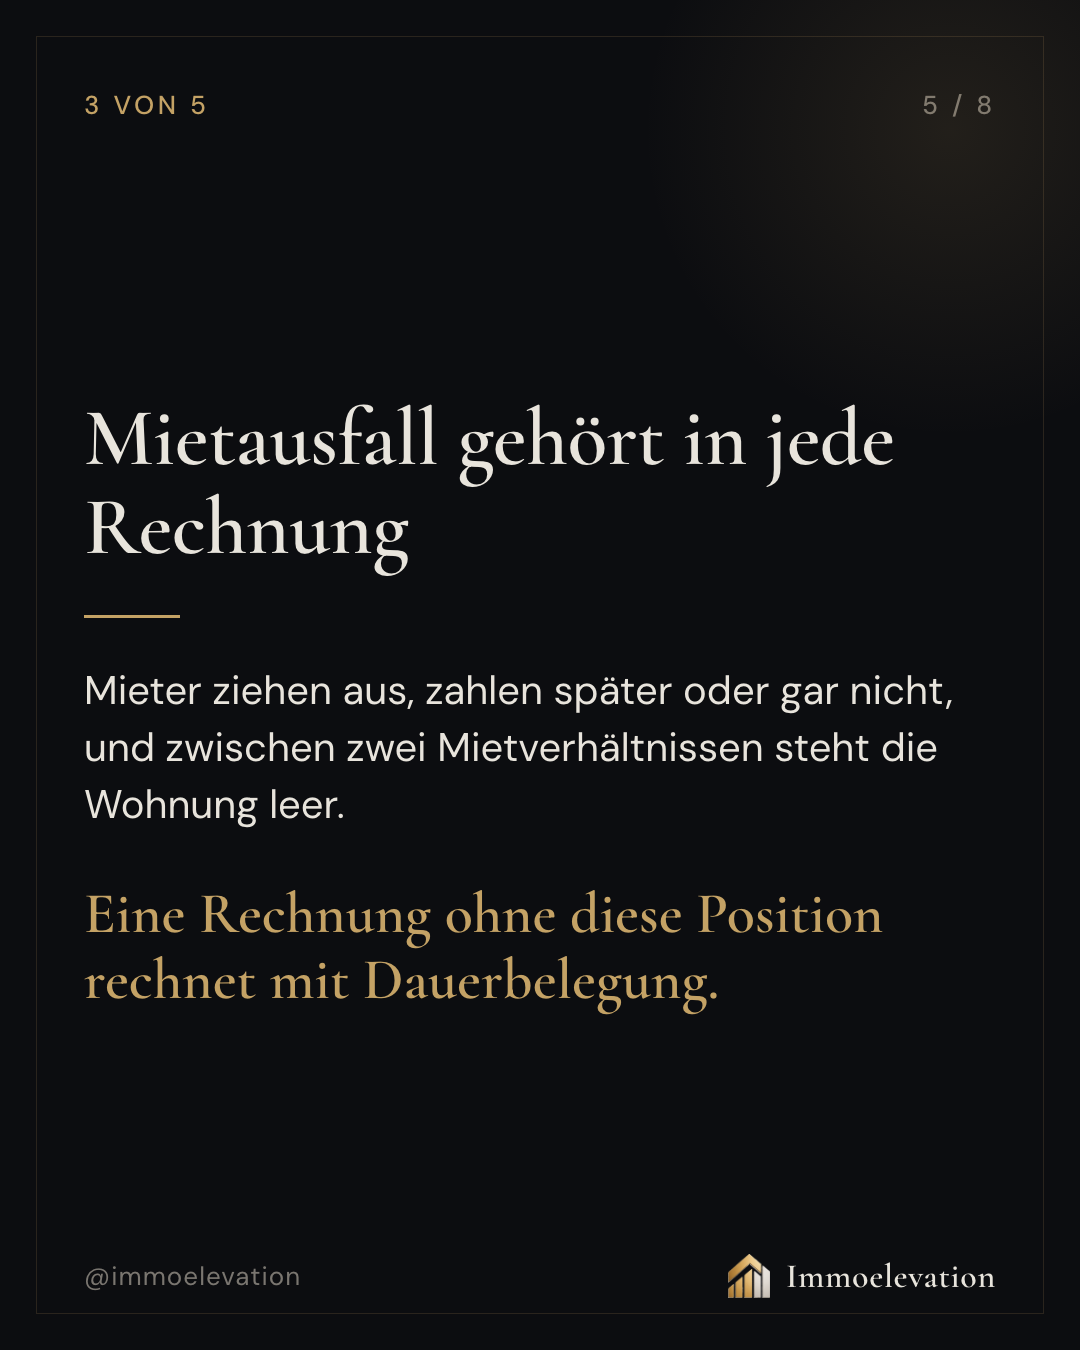 3 VON 5
5 / 8
Mietausfall gehört in jede
Rechnung
Mieter ziehen aus, zahlen später oder gar nicht,
und zwischen zwei Mietverhältnissen steht die
Wohnung leer.
Eine Rechnung ohne diese Position
rechnet mit Dauerbelegung.
@immoelevation
Immoelevation